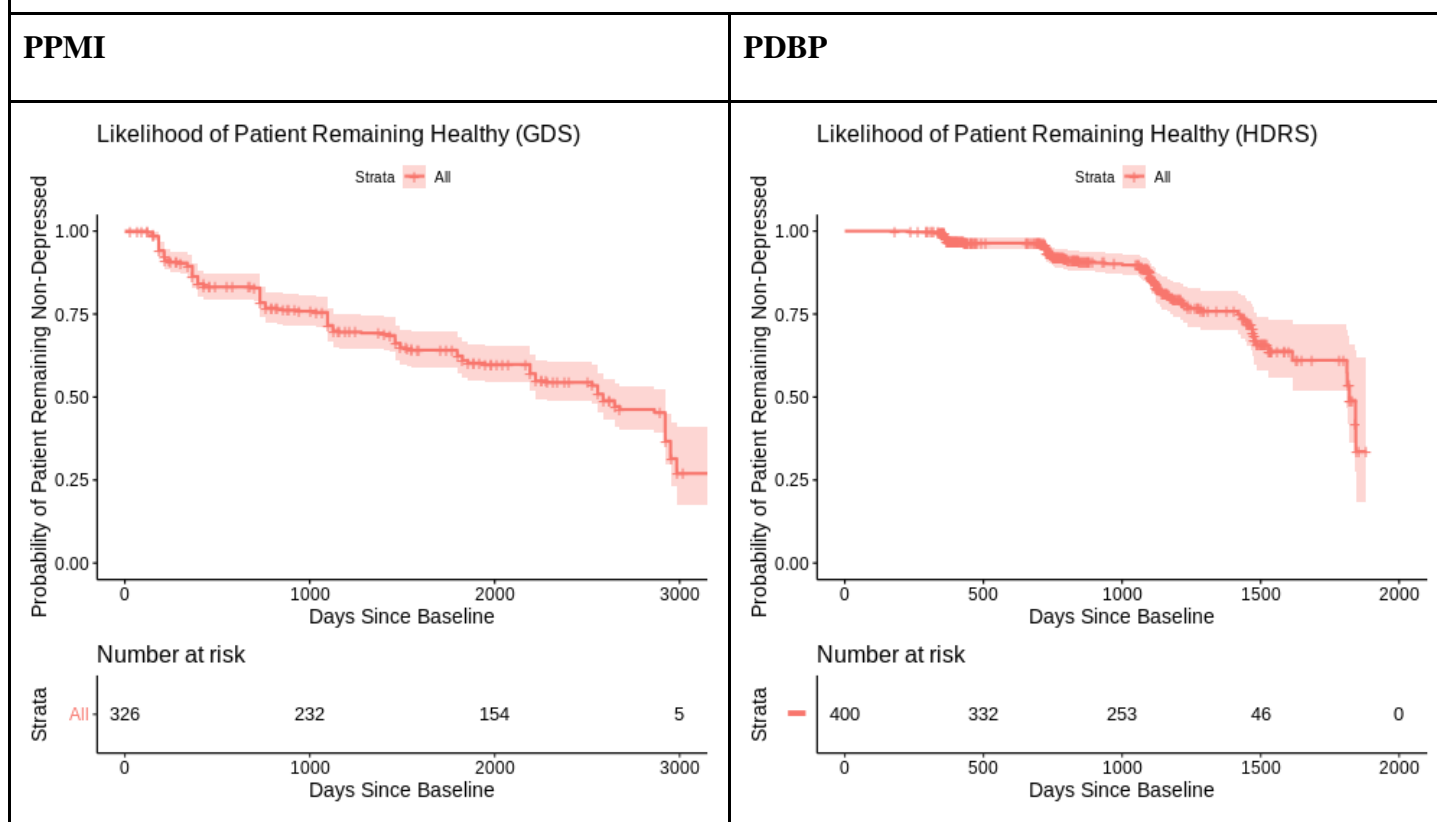 PPMI
PDBP
Likelihood of Patient Remaining Healthy (GDS)
Strata All
Probability of Patient Remaining Non-Depressed
1.00
0.75
0.50
0.25
0.00
0 1000 2000 3000
Days Since Baseline
Number at risk
Strata
All 326 232 154 5
0 1000 2000 3000
Days Since Baseline
Likelihood of Patient Remaining Healthy (HDRS)
Strata All
Probability of Patient Remaining Non-Depressed
1.00
0.75
0.50
0.25
0.00
0 500 1000 1500 2000
Days Since Baseline
Number at risk
Strata
400 332 253 46 0
0 500 1000 1500 2000
Days Since Baseline